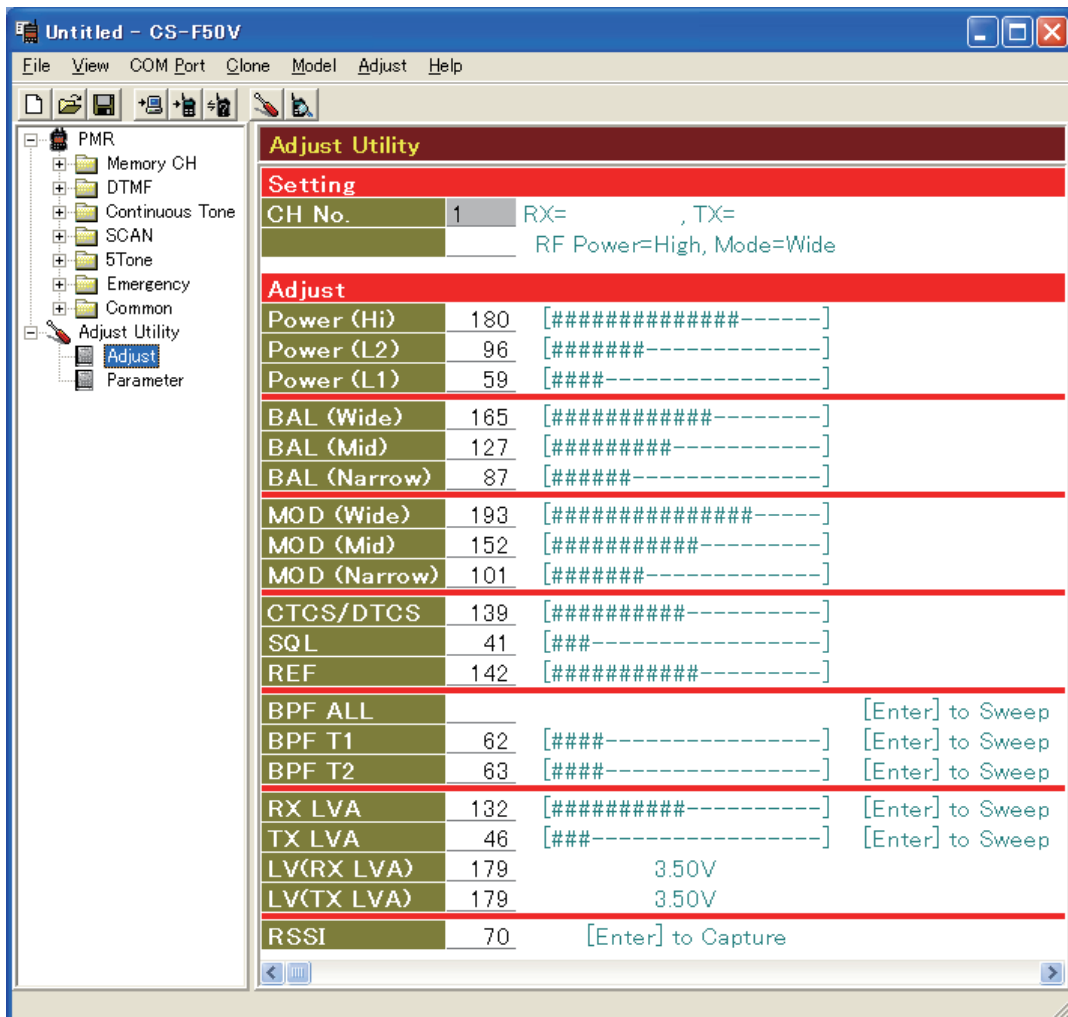 Untitled - CS-F50V
File View COM Port Clone Model Adjust Help
PMR
Memory CH
DTMF
Continuous Tone
SCAN
5Tone
Emergency
Common
Adjust Utility
Adjust
Parameter
Adjust Utility
Setting
CH No. 1 RX= , TX=
RF Power=High, Mode=Wide
Adjust
Power (Hi) 180 [##############------]
Power (L2) 96 [#######-------------]
Power (L1) 59 [####----------------]
BAL (Wide) 165 [############--------]
BAL (Mid) 127 [#########-----------]
BAL (Narrow) 87 [######--------------]
MOD (Wide) 193 [###############-----]
MOD (Mid) 152 [###########---------]
MOD (Narrow) 101 [#######-------------]
CTCS/DTCS 139 [##########----------]
SQL 41 [###-----------------]
REF 142 [###########---------]
BPF ALL [Enter] to Sweep
BPF T1 62 [####----------------] [Enter] to Sweep
BPF T2 63 [####----------------] [Enter] to Sweep
RX LVA 132 [##########----------] [Enter] to Sweep
TX LVA 46 [###-----------------] [Enter] to Sweep
LV(RX LVA) 179 3.50V
LV(TX LVA) 179 3.50V
RSSI 70 [Enter] to Capture